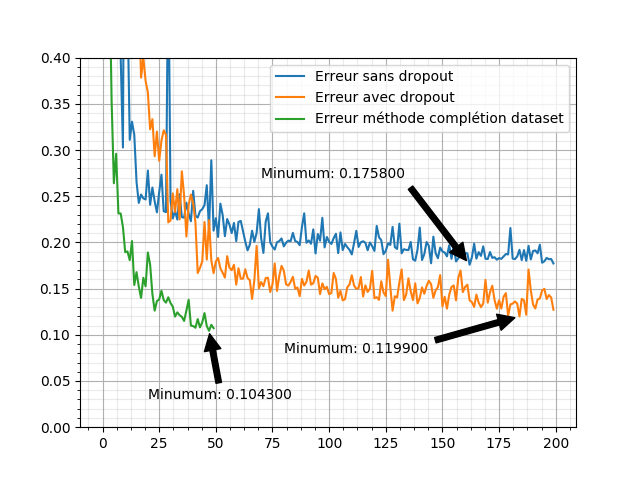 0.40
0.35
0.30
0.25
0.20
0.15
0.10
0.05
0.00
Erreur sans dropout
Erreur avec dropout
Erreur méthode complétion dataset
Minumum: 0.175800
Minumum: 0.119900
Minumum: 0.104300
0 25 50 75 100 125 150 175 200